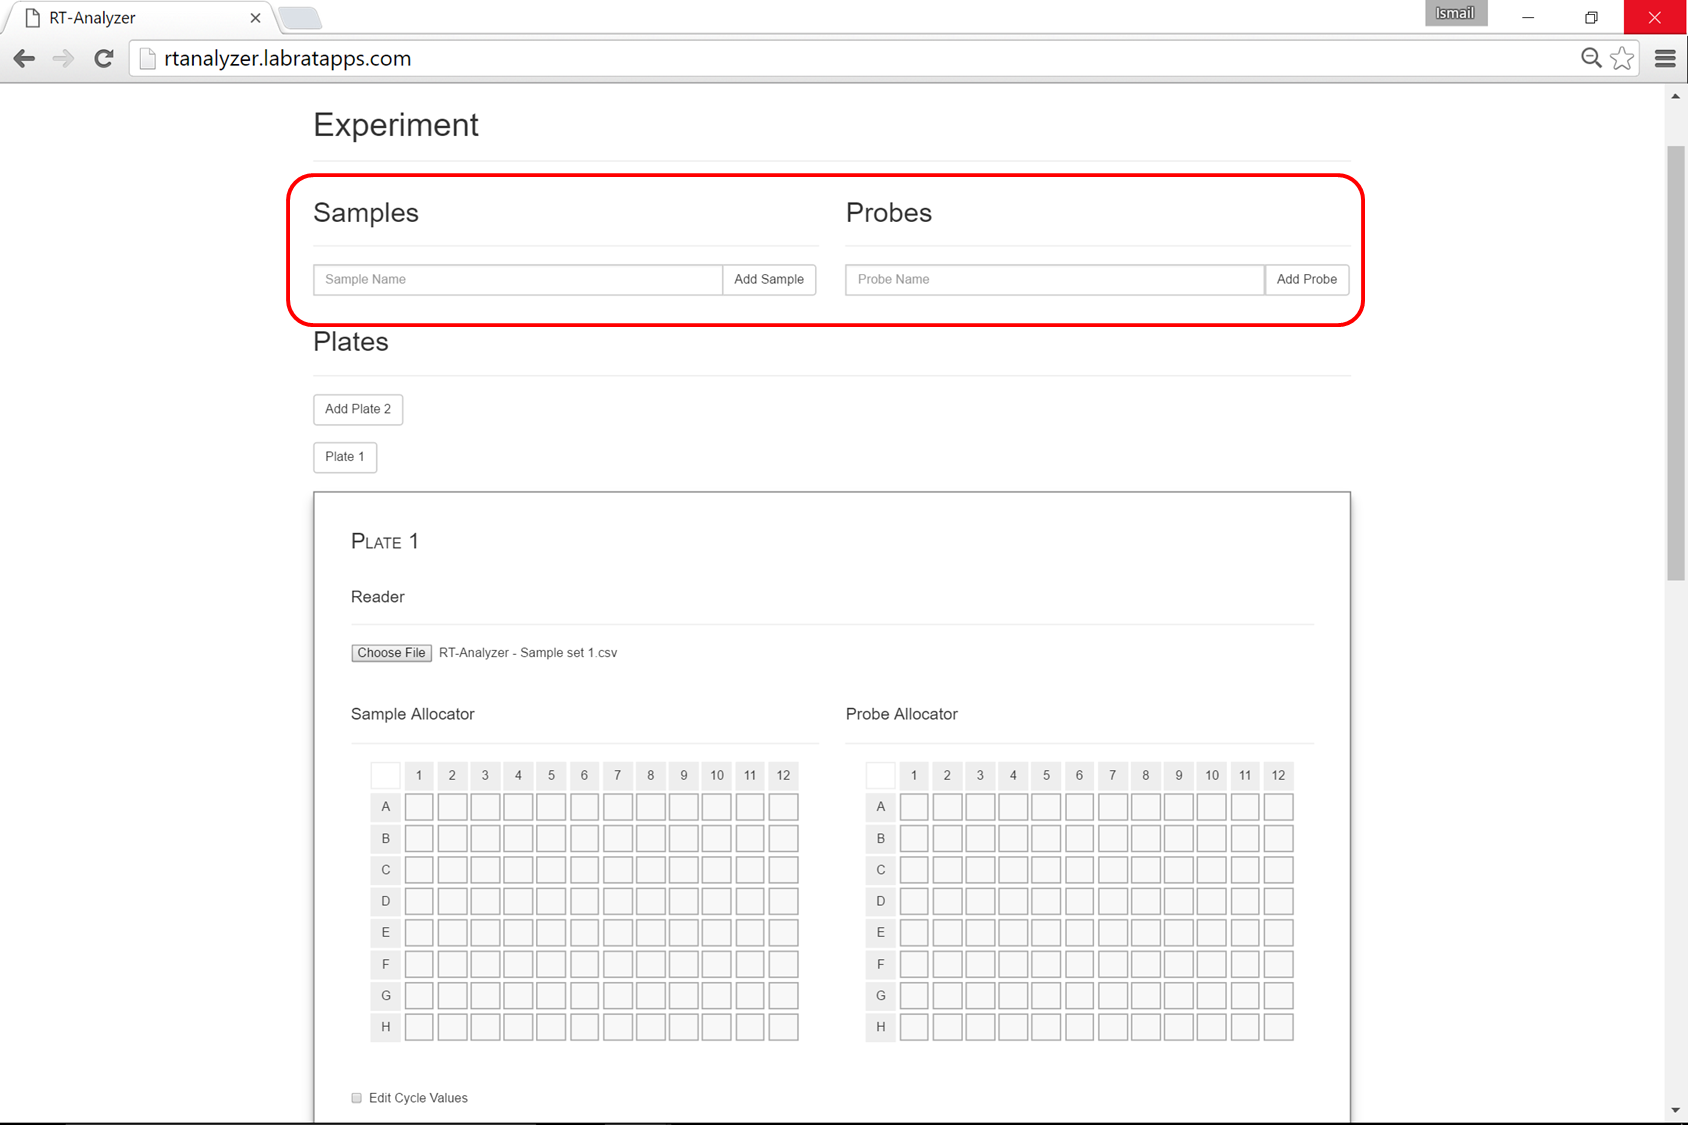 RT-Analyzer
Ismail
rtanalyzer.labratapps.com
Experiment
Samples Probes
Sample Name Add Sample Probe Name Add Probe
Plates
Add Plate 2
Plate 1
PLATE 1
Reader
Choose File RT-Analyzer - Sample set 1.csv
Sample Allocator Probe Allocator
1 2 3 4 5 6 7 8 9 10 11 12 1 2 3 4 5 6 7 8 9 10 11 12
A A
B B
C C
D D
E E
F F
G G
H H
Edit Cycle Values